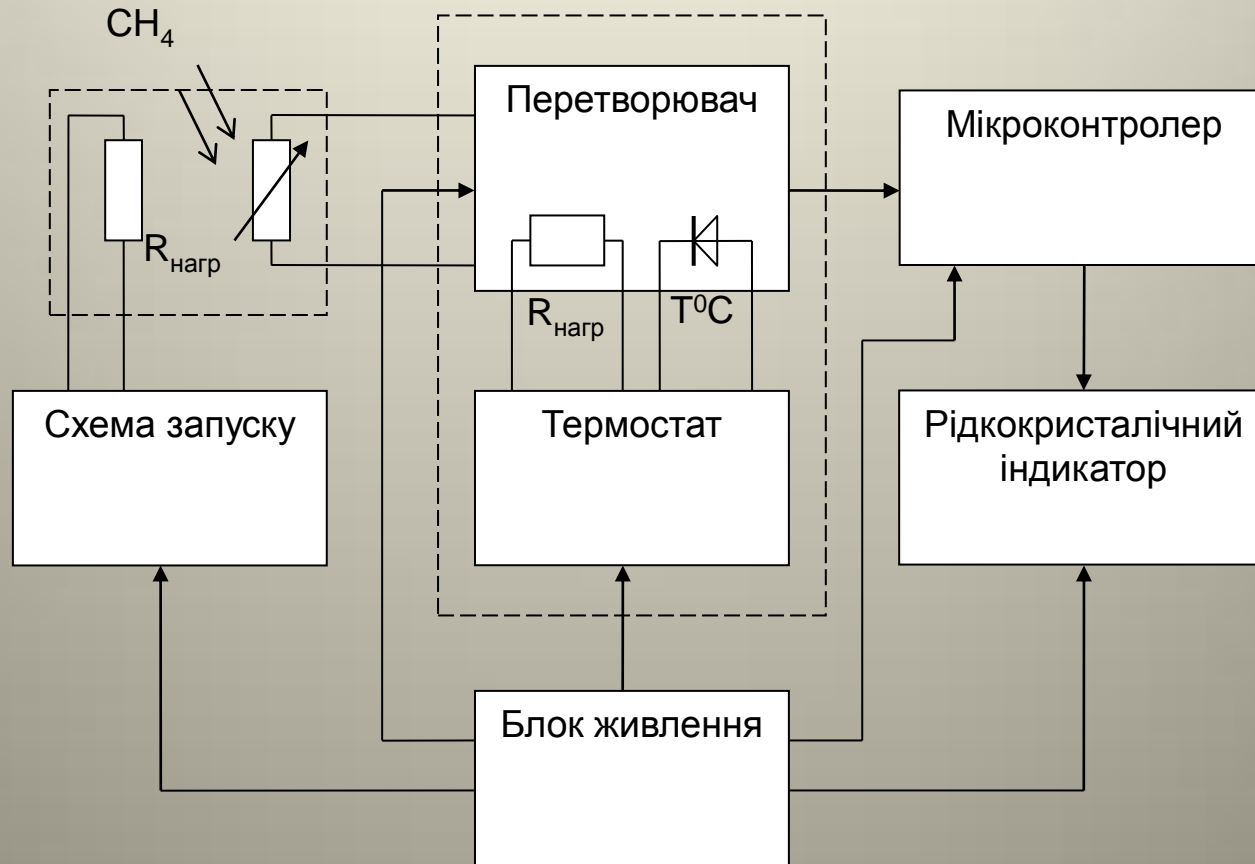 CH₄
Перетворювач
Мікроконтролер
Rнагр
Rнагр
T⁰C
Схема запуску
Термостат
Рідкокристалічний
індикатор
Блок живлення